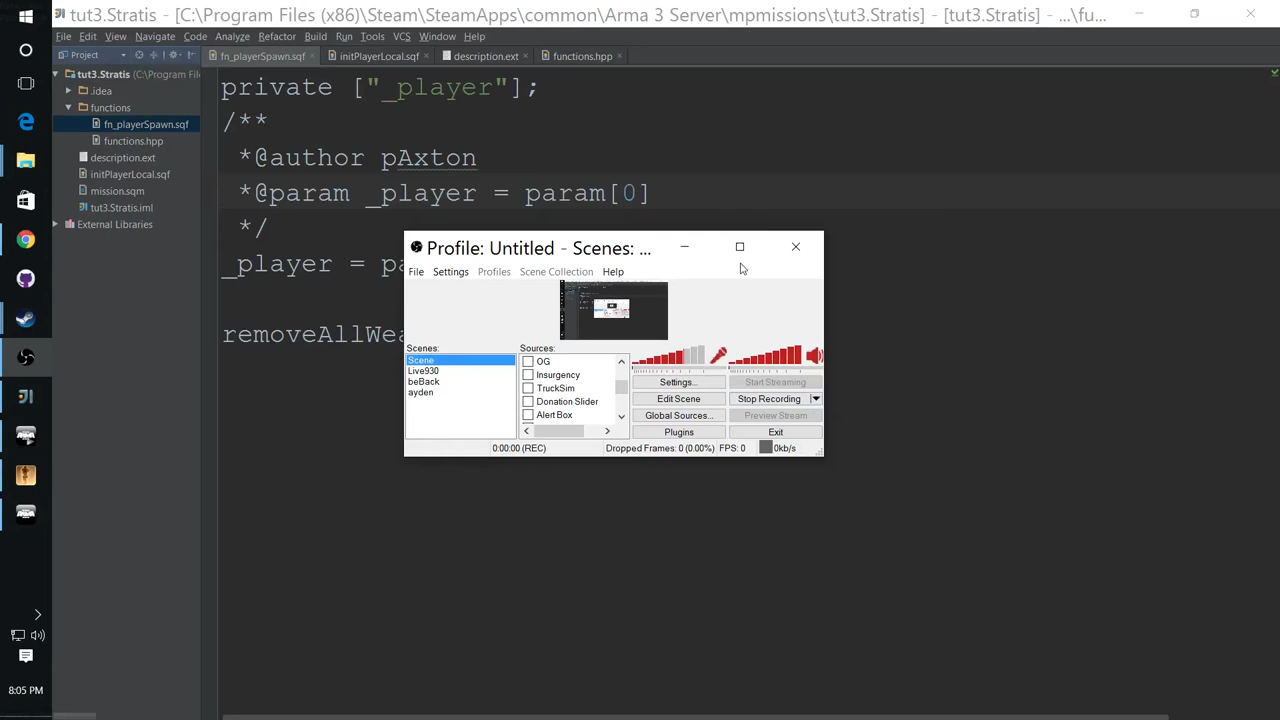 tut3.Stratis - [C:\Program Files (x86)\Steam\SteamApps\common\Arma 3 Server\mpmissions\tut3.Stratis] - [tut3.Stratis] - ...\fu...
File Edit View Navigate Code Analyze Refactor Build Run Tools VCS Window Help
Project
fn_playerSpawn.sqf initPlayerLocal.sqf description.ext functions.hpp
tut3.Stratis (C:\Program Fil
.idea
functions
fn_playerSpawn.sqf
functions.hpp
description.ext
initPlayerLocal.sqf
mission.sqm
tut3.Stratis.iml
External Libraries
private ["_player"];
/**
*@author pAxton
*@param _player = param[0]
*/
_player = pa
removeAllWea
Profile: Untitled - Scenes: ...
File Settings Profiles Scene Collection Help
Scenes:
Scene
Live930
beBack
ayden
Sources:
OG
Insurgency
TruckSim
Donation Slider
Alert Box
Settings... Start Streaming
Edit Scene Stop Recording
Global Sources... Preview Stream
Plugins Exit
0:00:00 (REC) Dropped Frames: 0 (0.00%) FPS: 0 0kb/s
8:05 PM